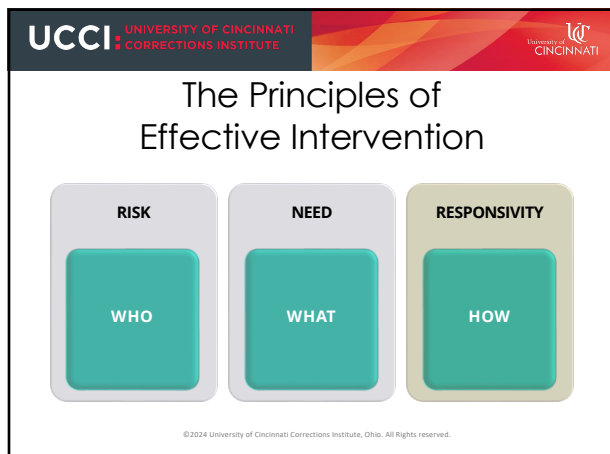 UCCI: UNIVERSITY OF CINCINNATI
CORRECTIONS INSTITUTE
University of
CINCINNATI
The Principles of
Effective Intervention
RISK
NEED
RESPONSIVITY
WHO
WHAT
HOW
©2024 University of Cincinnati Corrections Institute, Ohio. All Rights reserved.